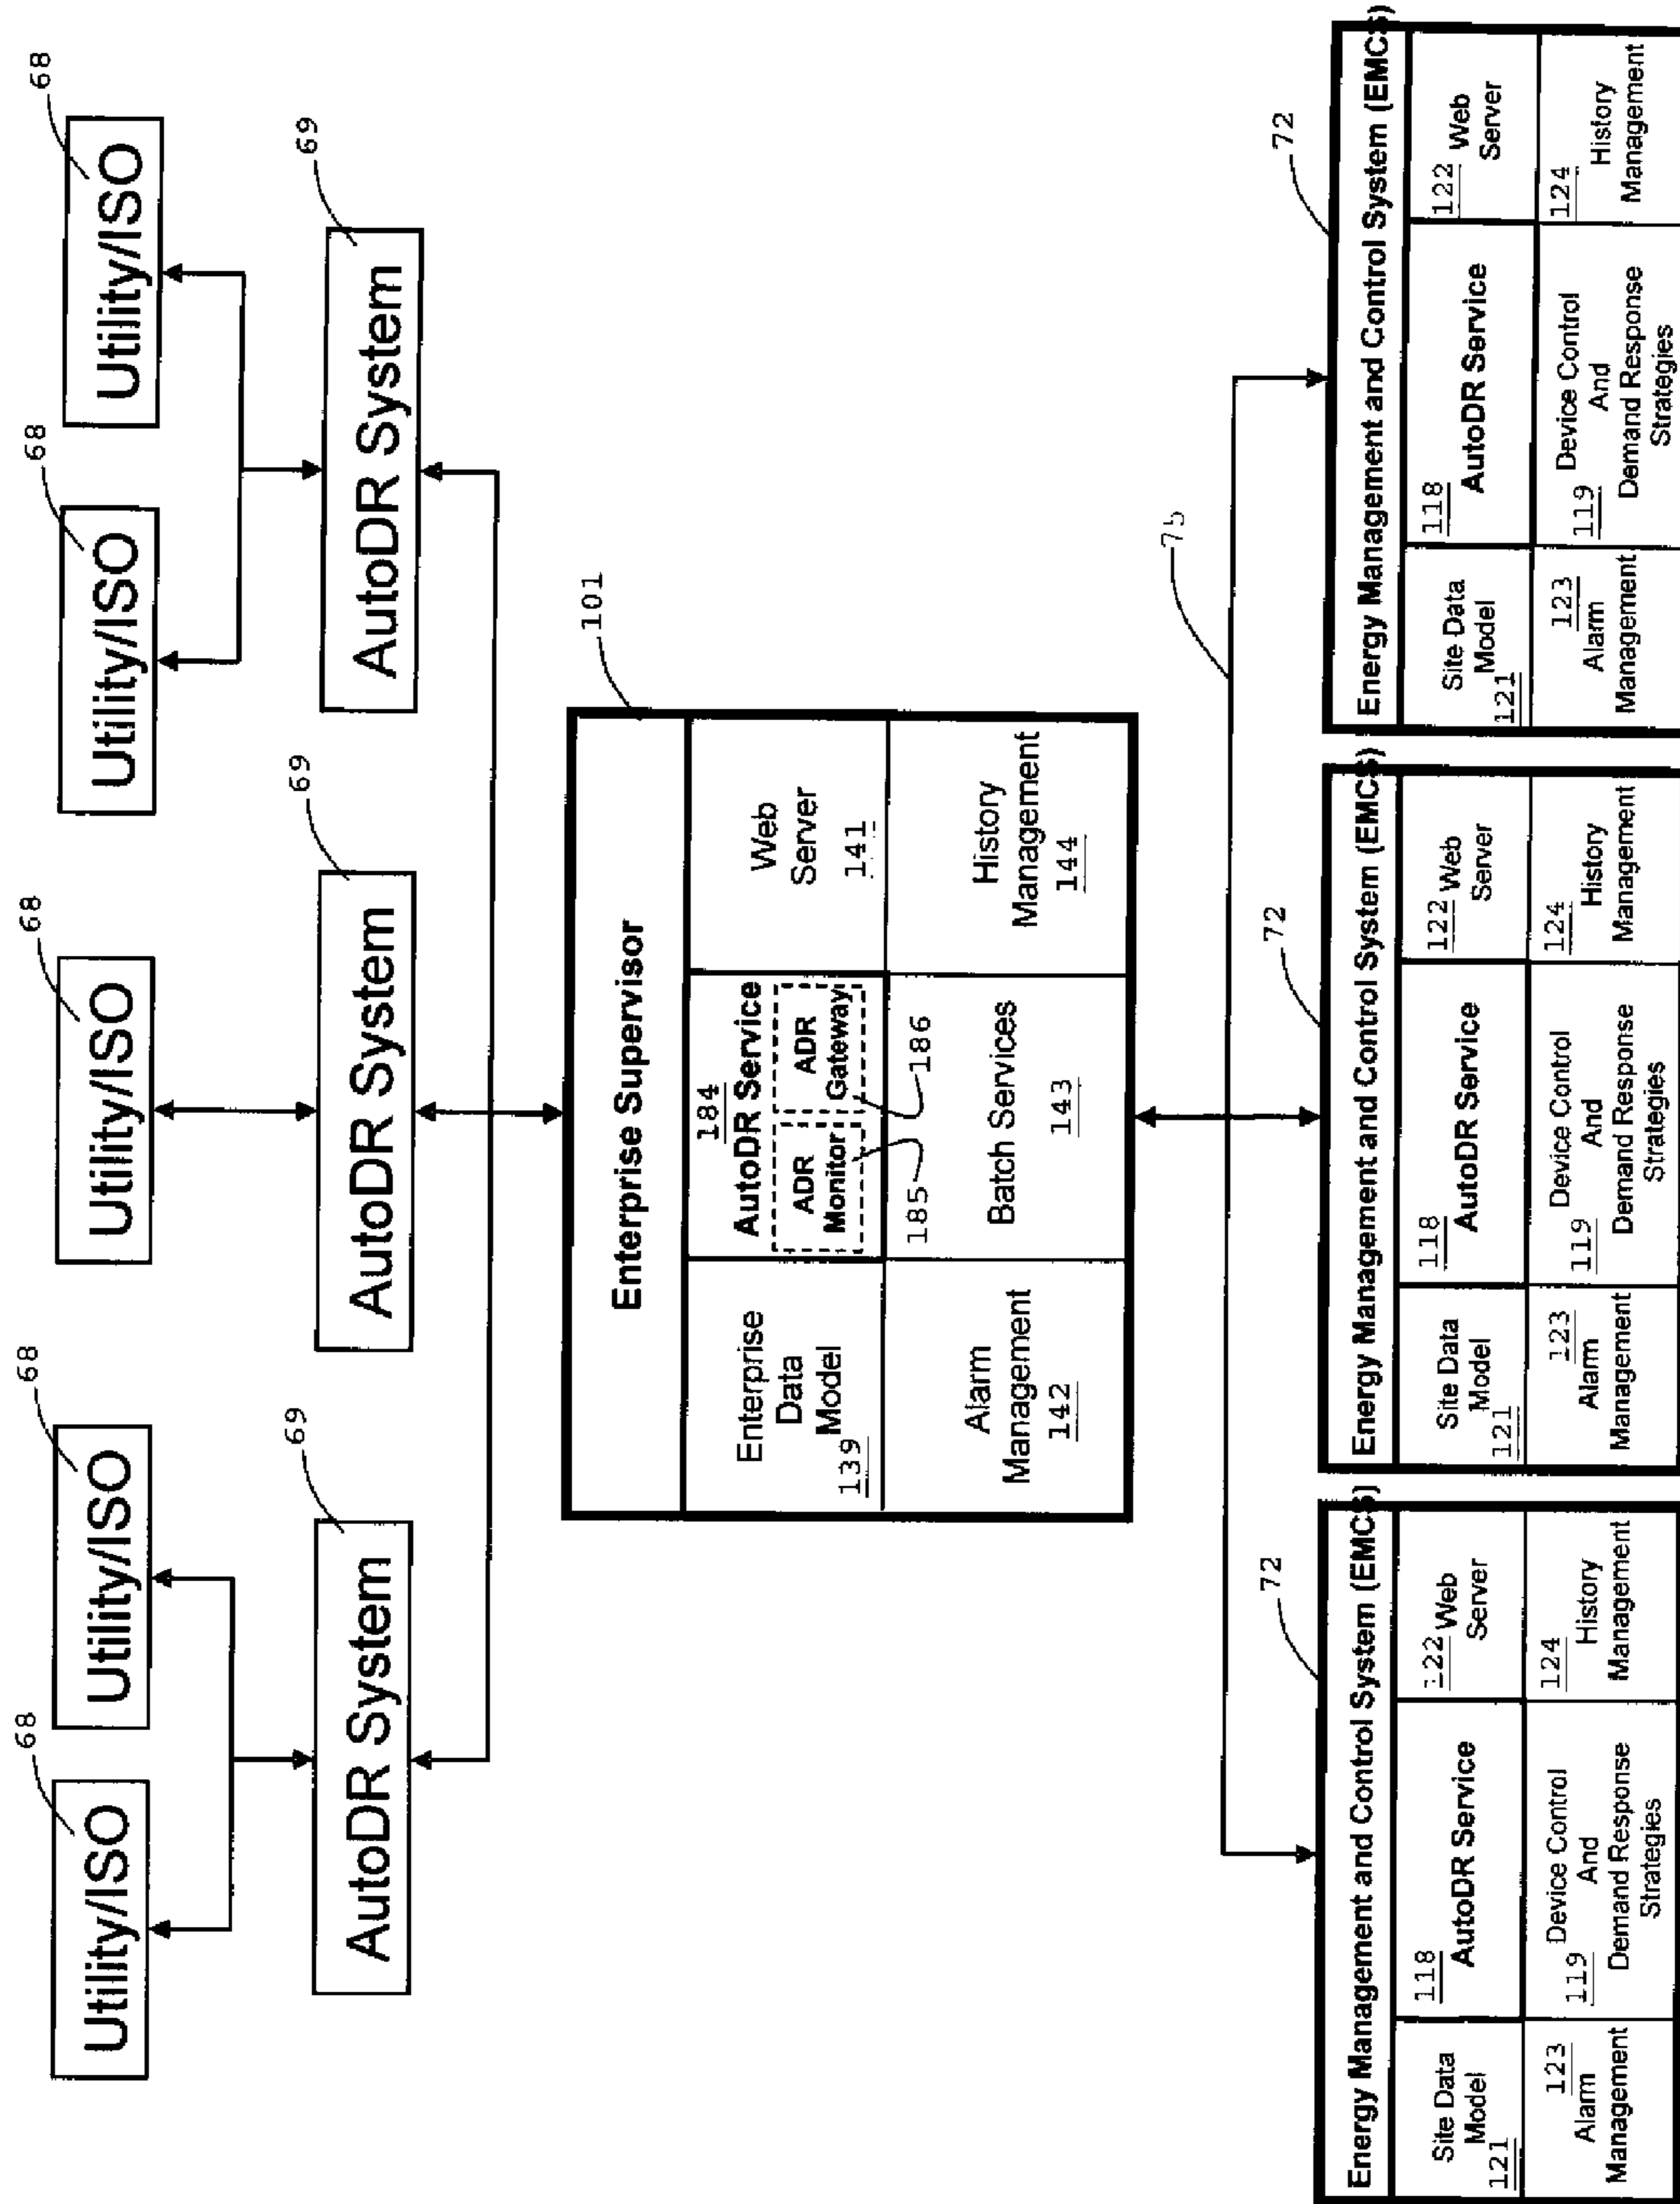 68
68
68
68
68
Utility/ISO
Utility/ISO
Utility/ISO
Utility/ISO
Utility/ISO
69
69
69
AutoDR System
AutoDR System
AutoDR System
101
Enterprise Supervisor
Enterprise
Data
Model
139
184
AutoDR Service
ADR
Monitor
ADR
Gateway
Web
Server
141
Alarm
Management
142
185
186
Batch Services
143
History
Management
144
75
72
Energy Management and Control System (EMCS)
Site Data
Model
121
118
AutoDR Service
122 Web
Server
123
Alarm
Management
Device Control
And
119
Demand Response
Strategies
124
History
Management
72
Energy Management and Control System (EMCS)
Site Data
Model
121
118
AutoDR Service
122 Web
Server
123
Alarm
Management
Device Control
And
119
Demand Response
Strategies
124
History
Management
72
Energy Management and Control System (EMCS)
Site Data
Model
121
118
AutoDR Service
122 Web
Server
123
Alarm
Management
Device Control
And
119
Demand Response
Strategies
124
History
Management